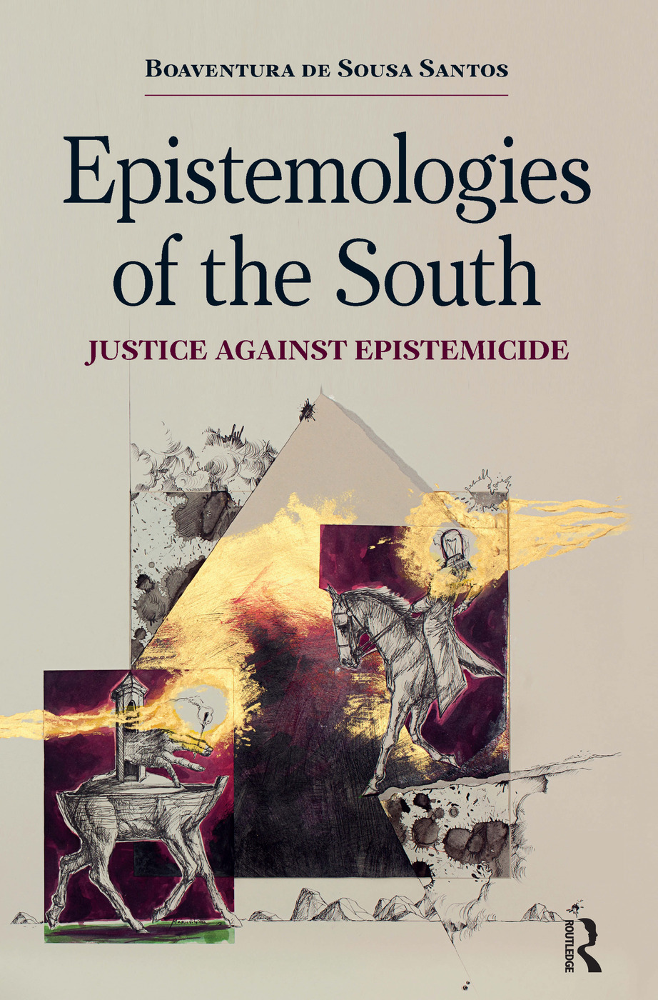 BOAVENTURA DE SOUSA SANTOS
Epistemologies
of the South
JUSTICE AGAINST EPISTEMICIDE
ROUTLEDGE